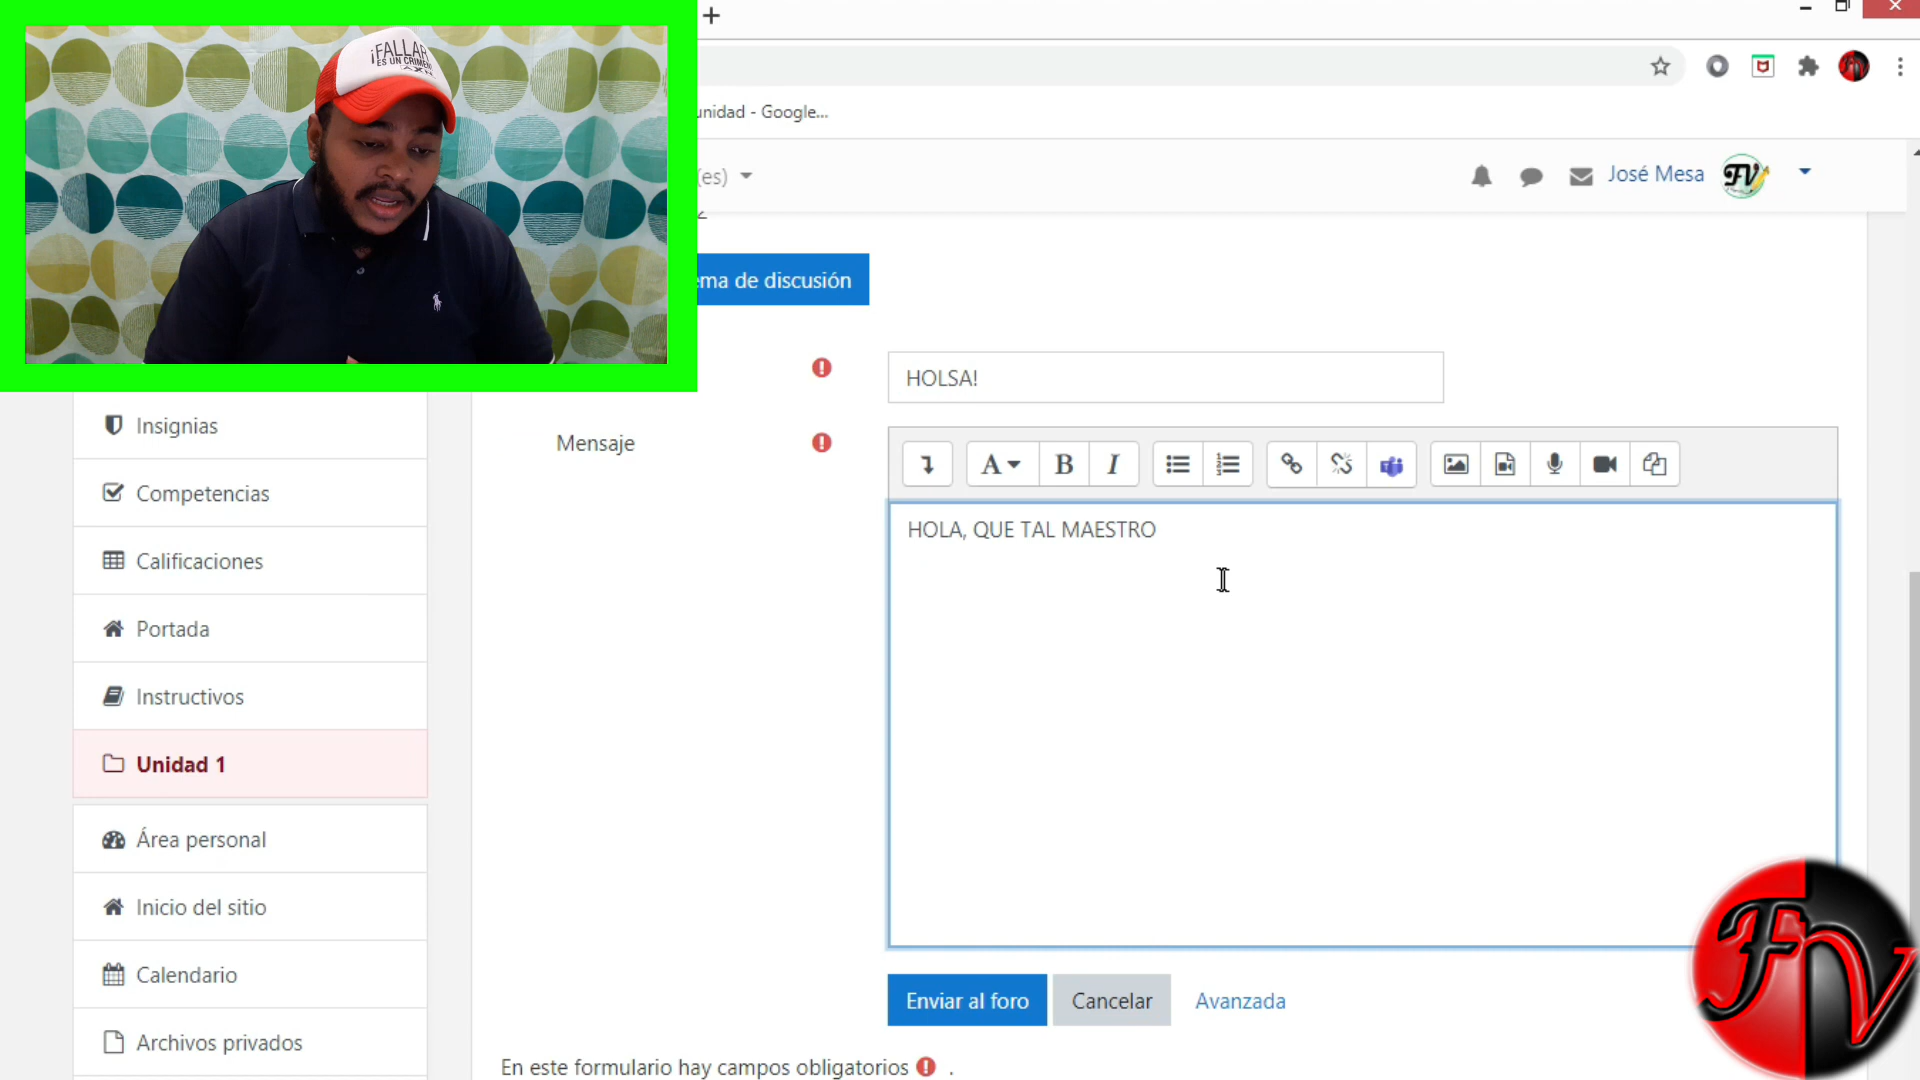 ¡FALLAR
ES UN CRIMEN!
AXN
unidad - Google...
(es)
José Mesa
FV
ema de discusión
HOLSA!
Mensaje
A B I
HOLA, QUE TAL MAESTRO
Insignias
Competencias
Calificaciones
Portada
Instructivos
Unidad 1
Área personal
Inicio del sitio
Calendario
Archivos privados
Enviar al foro
Cancelar
Avanzada
En este formulario hay campos obligatorios .
FV